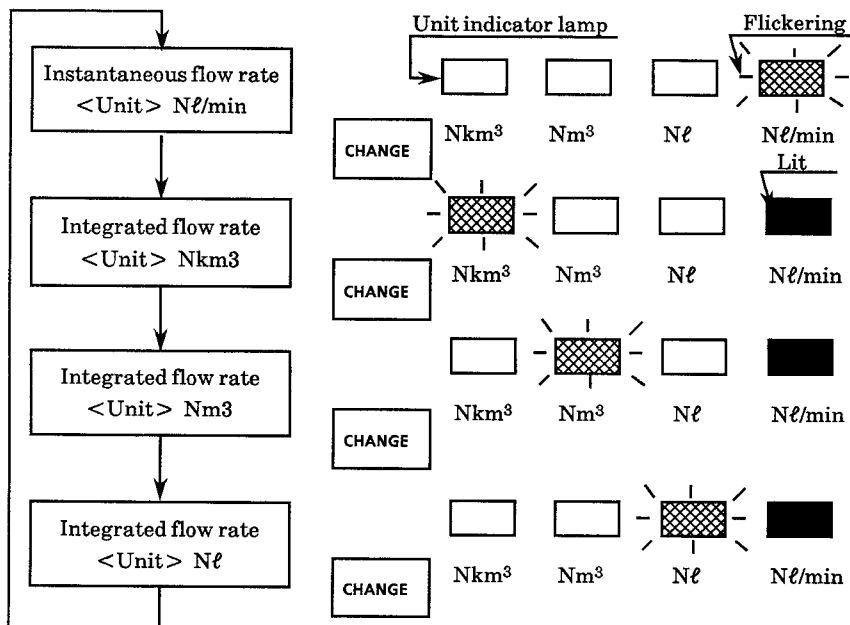 Unit indicator lamp
Flickering
Instantaneous flow rate
<Unit> Nℓ/min
Nkm³ Nm³ Nℓ Nℓ/min
CHANGE
Lit
Integrated flow rate
<Unit> Nkm3
Nkm³ Nm³ Nℓ Nℓ/min
CHANGE
Integrated flow rate
<Unit> Nm3
Nkm³ Nm³ Nℓ Nℓ/min
CHANGE
Integrated flow rate
<Unit> Nℓ
Nkm³ Nm³ Nℓ Nℓ/min
CHANGE